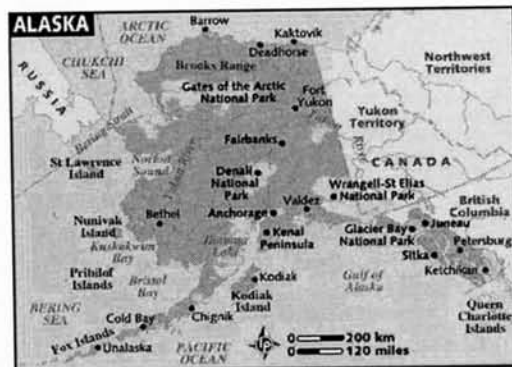 ALASKA
ARCTIC
OCEAN
Barrow
Kaktovik
Deadhorse
CHUKCHI
SEA
Brooks Range
Northwest
Territories
RUSSIA
Gates of the Arctic
National Park
Fort
Yukon
Yukon
Territory
Bering Strait
Fairbanks
Norton
Sound
St Lawrence
Island
CANADA
Denali
National
Park
Wrangell-St Elias
National Park
British
Columbia
Valdez
Nunivak
Island
Bethel
Anchorage
Kenai
Peninsula
Glacier Bay
National Park
Juneau
Petersburg
Kuskokwim
Bay
Iliamna
Lake
Sitka
Ketchikan
Pribilof
Islands
Bristol
Bay
Kodiak
Kodiak
Island
Gulf of
Alaska
BERING
SEA
Cold Bay
Chignik
Queen
Charlotte
Islands
Fox Islands
Unalaska
PACIFIC
OCEAN
0 200 km
0 120 miles